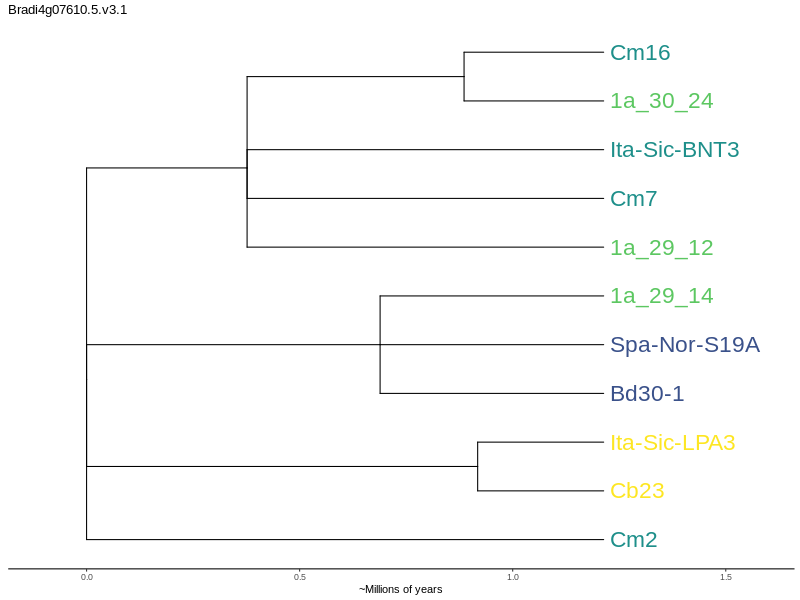 Bradi4g07610.5.v3.1
Cm16
1a_30_24
Ita-Sic-BNT3
Cm7
1a_29_12
1a_29_14
Spa-Nor-S19A
Bd30-1
Ita-Sic-LPA3
Cb23
Cm2
0.0 0.5 1.0 1.5
~Millions of years